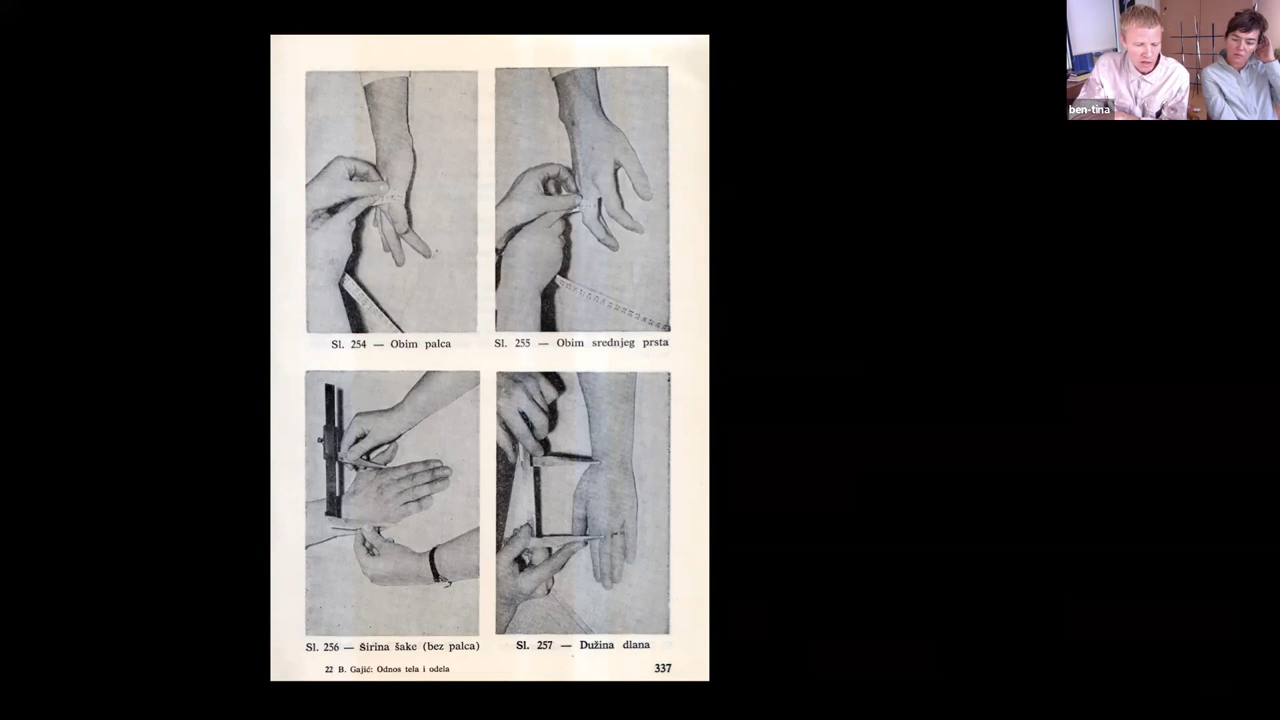 ben-tina
Sl. 254 — Obim palca
Sl. 255 — Obim srednjeg prsta
Sl. 256 — Širina šake (bez palca)
Sl. 257 — Dužina dlana
22 B. Gajić: Odnos tela i odela
337